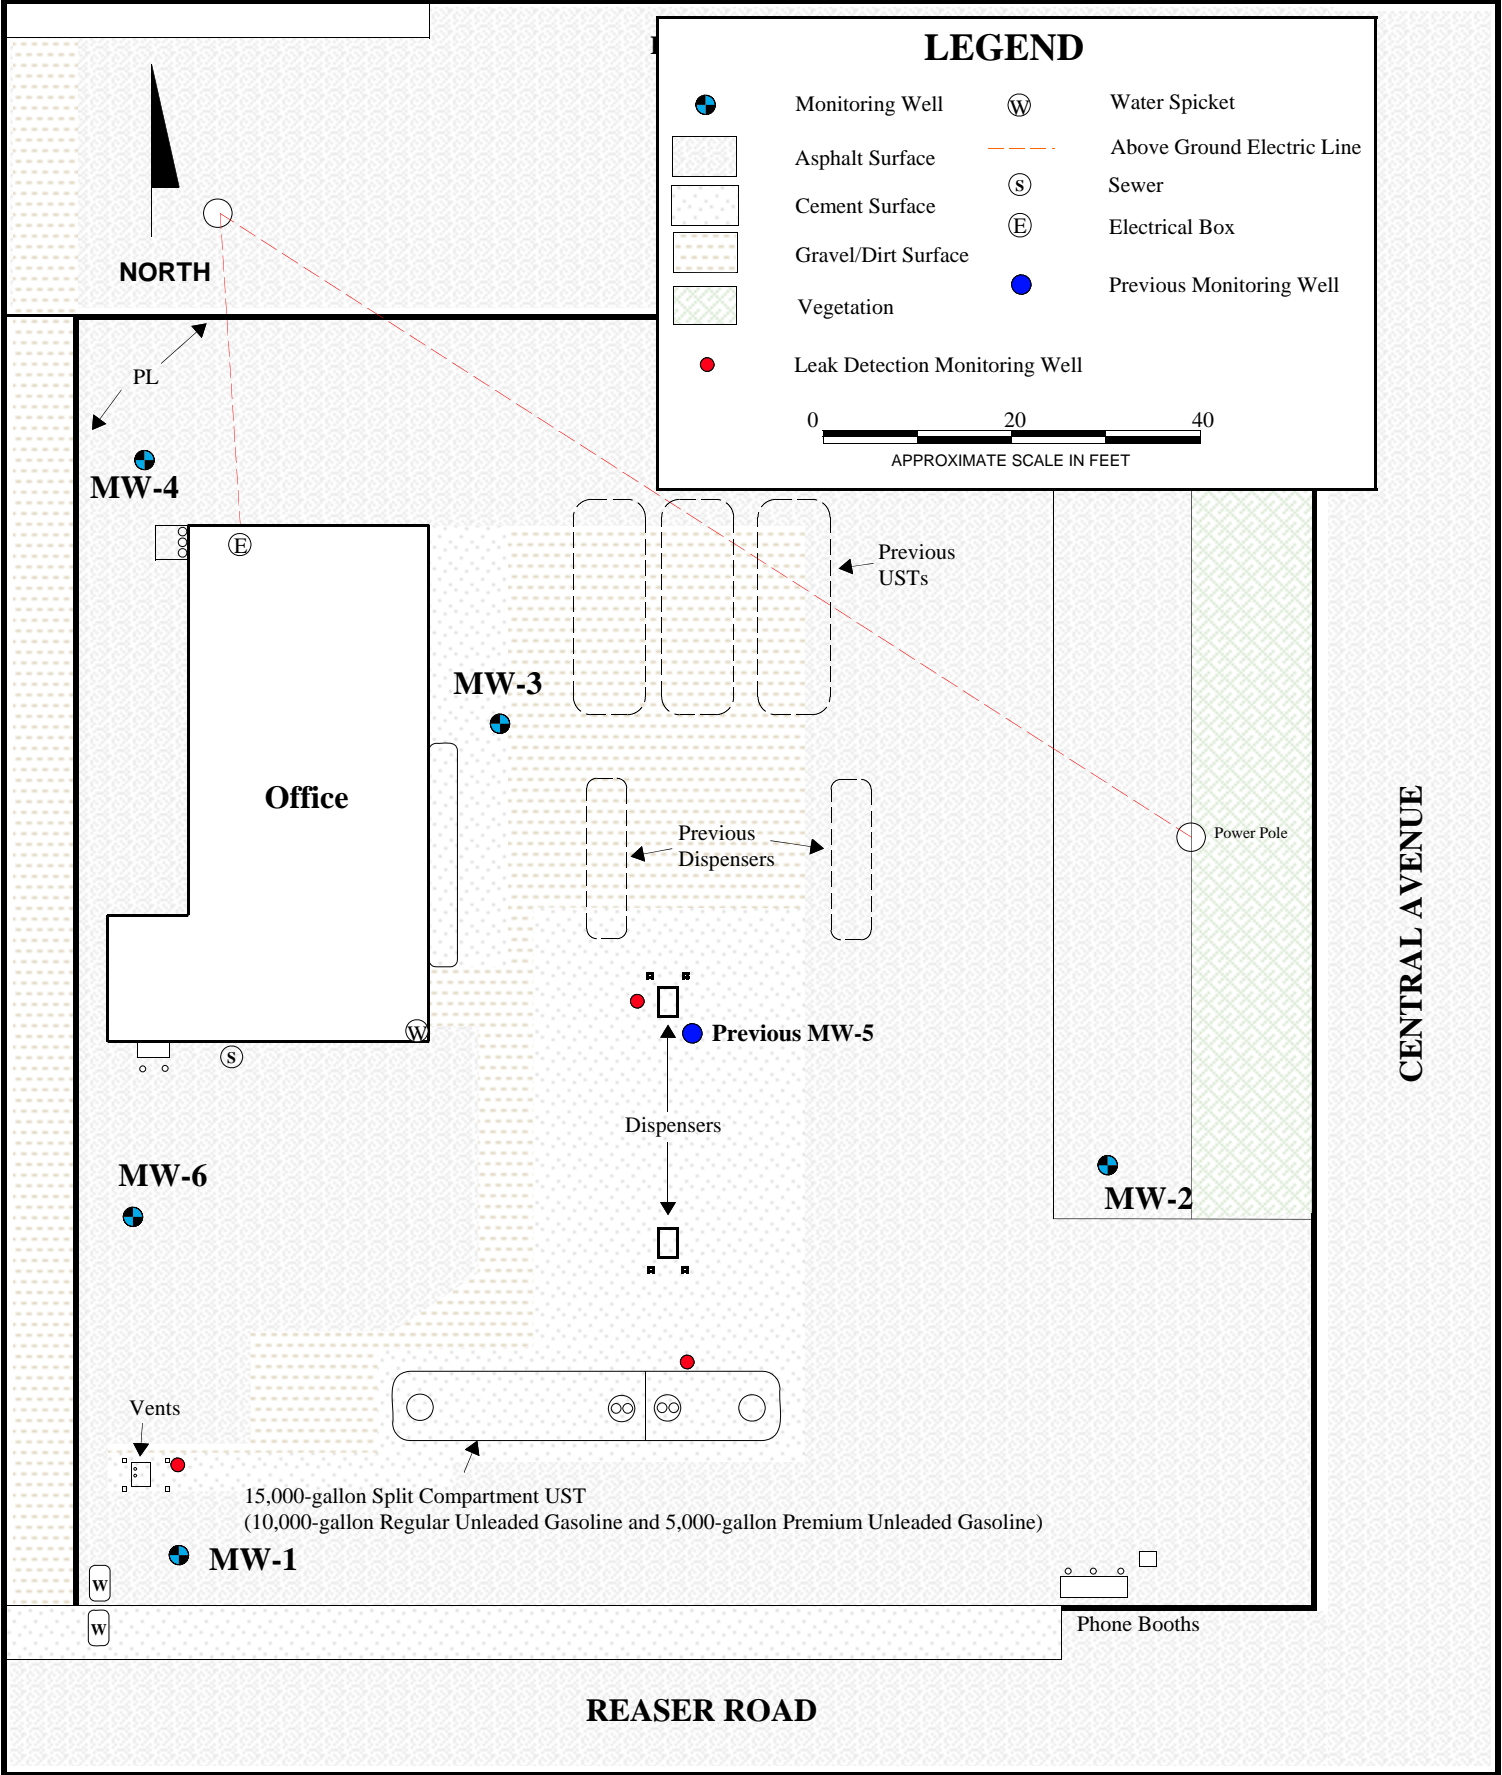 LEGEND
Monitoring Well
W
Water Spicket
Asphalt Surface
Above Ground Electric Line
S
Sewer
Cement Surface
E
Electrical Box
Gravel/Dirt Surface
Previous Monitoring Well
Vegetation
Leak Detection Monitoring Well
0 20 40
APPROXIMATE SCALE IN FEET
NORTH
PL
MW-4
E
Previous
USTs
MW-3
Office
Previous
Dispensers
Power Pole
CENTRAL AVENUE
W
Previous MW-5
S
Dispensers
MW-6
MW-2
Vents
15,000-gallon Split Compartment UST
(10,000-gallon Regular Unleaded Gasoline and 5,000-gallon Premium Unleaded Gasoline)
MW-1
W
W
Phone Booths
REASER ROAD